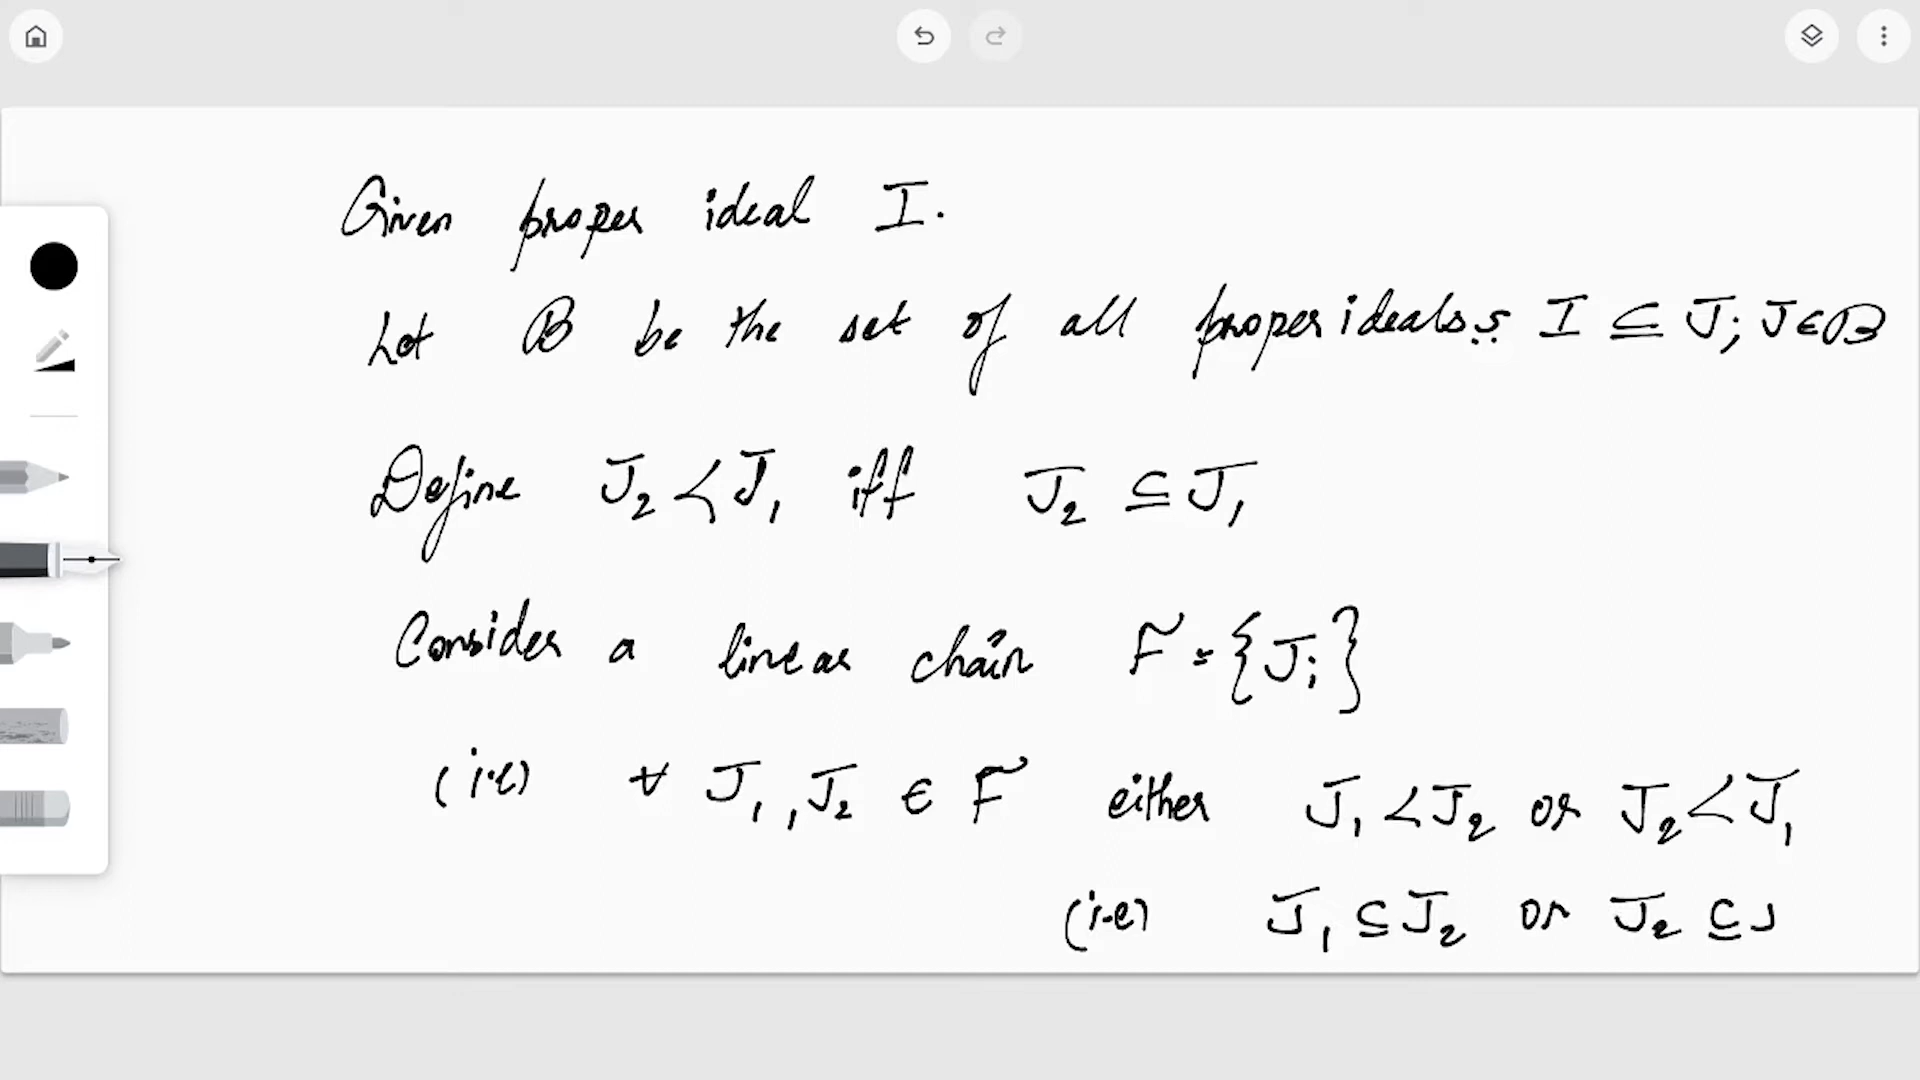 Given proper ideal I.
Let B be the set of all proper ideals s: I ⊆ J; J ∈ B
Define J₂ < J₁ iff J₂ ⊆ J₁
Consider a linear chain F = {Jᵢ}
(i.e) ∀ J₁, J₂ ∈ F either J₁ < J₂ or J₂ < J₁
(i.e) J₁ ⊆ J₂ or J₂ ⊆ J